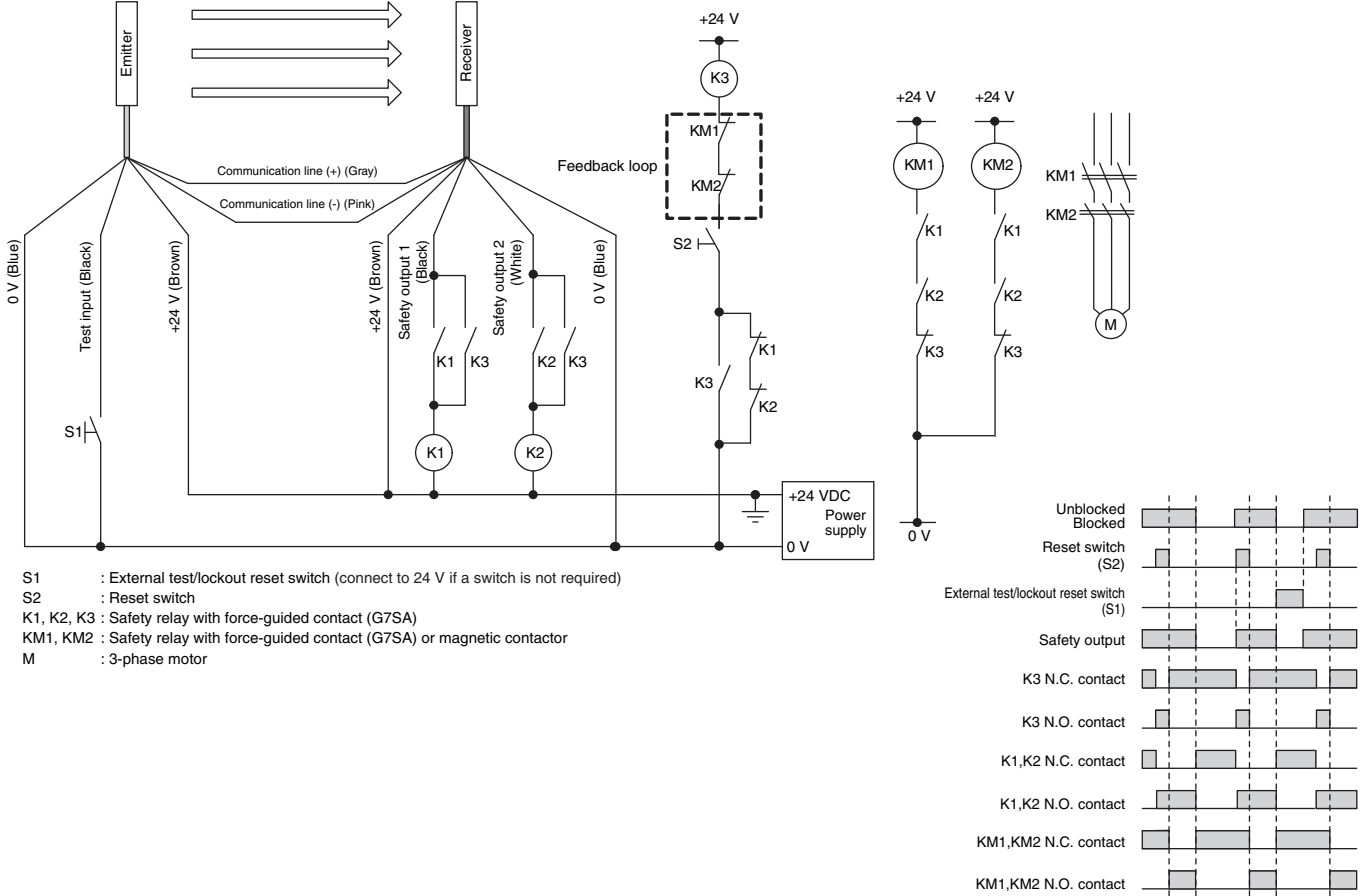 Emitter
Receiver
Communication line (+) (Gray)
Communication line (-) (Pink)
0 V (Blue)
Test input (Black)
+24 V (Brown)
+24 V (Brown)
Safety output 1
(Black)
Safety output 2
(White)
0 V (Blue)
S1
K1
K3
K2
K3
K1
K2
+24 V
K3
Feedback loop
KM1
KM2
S2
K3
K1
K2
+24 VDC
Power
supply
0 V
+24 V
+24 V
KM1
KM2
K1
K1
K2
K2
K3
K3
0 V
KM1
KM2
M
S1 : External test/lockout reset switch (connect to 24 V if a switch is not required)
S2 : Reset switch
K1, K2, K3 : Safety relay with force-guided contact (G7SA)
KM1, KM2 : Safety relay with force-guided contact (G7SA) or magnetic contactor
M : 3-phase motor
Unblocked
Blocked
Reset switch
(S2)
External test/lockout reset switch
(S1)
Safety output
K3 N.C. contact
K3 N.O. contact
K1,K2 N.C. contact
K1,K2 N.O. contact
KM1,KM2 N.C. contact
KM1,KM2 N.O. contact